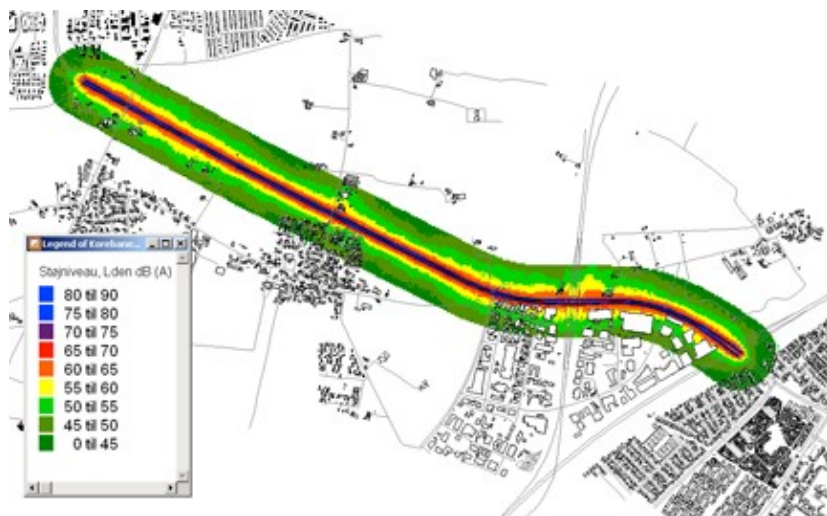 Legend of Korebane...
Støjniveau, Lden dB (A)
80 til 90
75 til 80
70 til 75
65 til 70
60 til 65
55 til 60
50 til 55
45 til 50
0 til 45